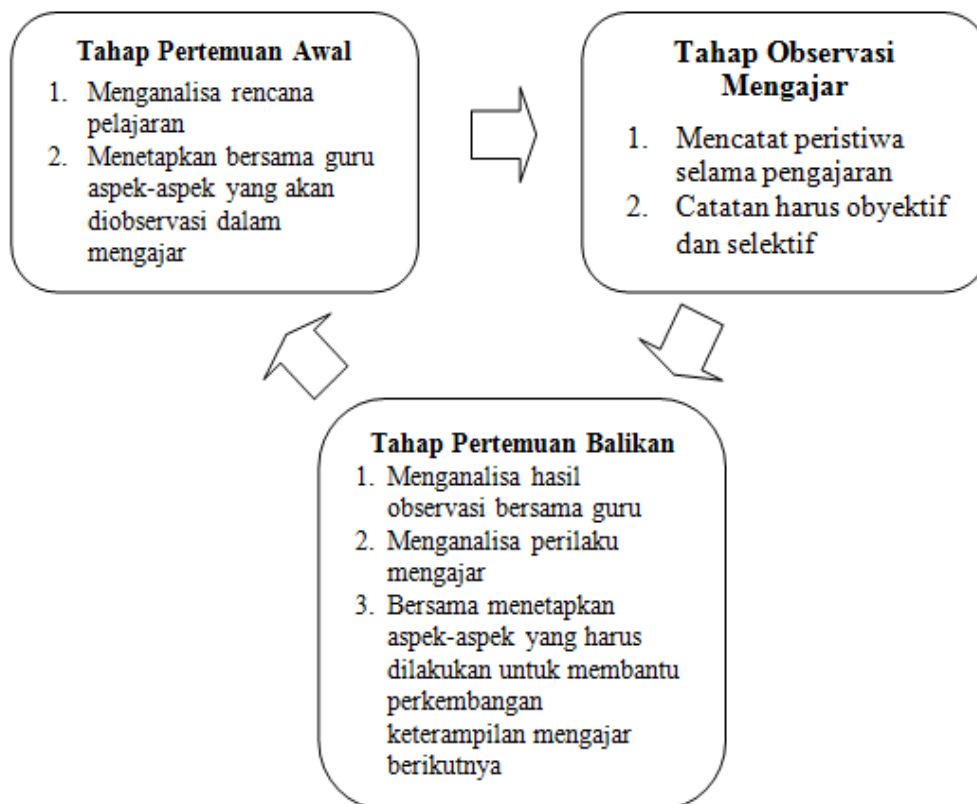 Tahap Pertemuan Awal
1. Menganalisa rencana
pelajaran
2. Menetapkan bersama guru
aspek-aspek yang akan
diobservasi dalam
mengajar
Tahap Observasi
Mengajar
1. Mencatat peristiwa
selama pengajaran
2. Catatan harus obyektif
dan selektif
Tahap Pertemuan Balikan
1. Menganalisa hasil
observasi bersama guru
2. Menganalisa perilaku
mengajar
3. Bersama menetapkan
aspek-aspek yang harus
dilakukan untuk membantu
perkembangan
keterampilan mengajar
berikutnya